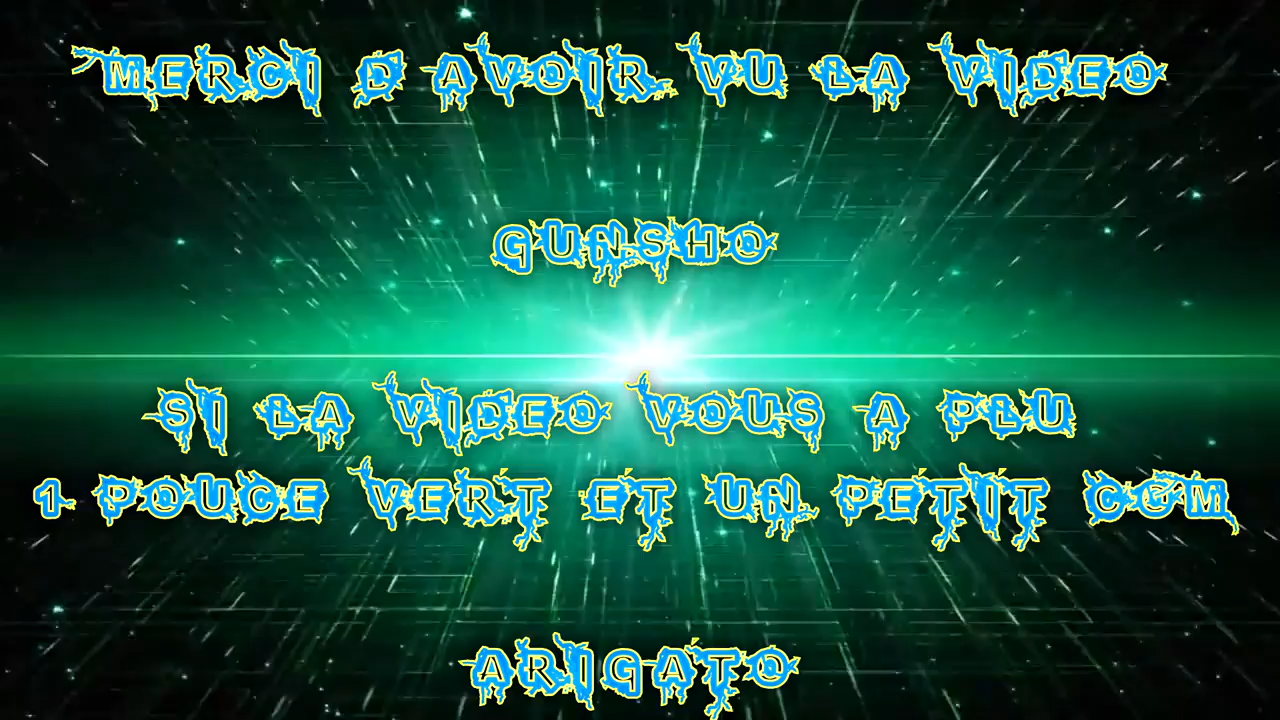 MERCI D AVOIR VU LA VIDEO
GUNSHO
SI LA VIDEO VOUS A PLU
1 POUCE VERT ET UN PETIT COM
ARIGATO